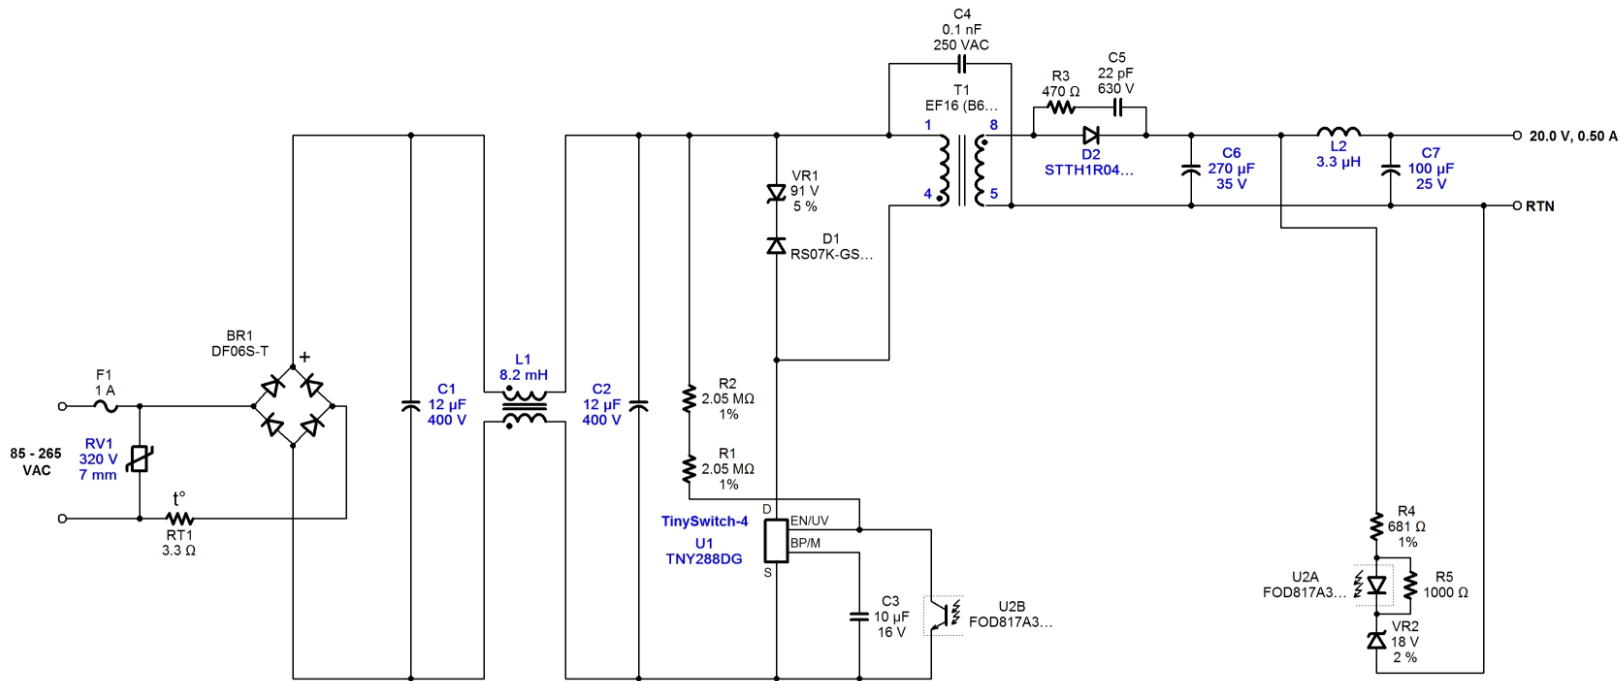 C4
0.1 nF
250 VAC
T1
EF16 (B6...
1
4
8
5
R3
470 Ω
C5
22 pF
630 V
D2
STTH1R04...
C6
270 µF
35 V
L2
3.3 µH
C7
100 µF
25 V
20.0 V, 0.50 A
RTN
VR1
91 V
5 %
D1
RS07K-GS...
BR1
DF06S-T
+
F1
1 A
85 - 265
VAC
RV1
320 V
7 mm
t°
RT1
3.3 Ω
C1
12 µF
400 V
L1
8.2 mH
C2
12 µF
400 V
R2
2.05 MΩ
1%
R1
2.05 MΩ
1%
TinySwitch-4
U1
TNY288DG
D
EN/UV
BP/M
S
C3
10 µF
16 V
U2B
FOD817A3...
R4
681 Ω
1%
U2A
FOD817A3...
R5
1000 Ω
VR2
18 V
2 %